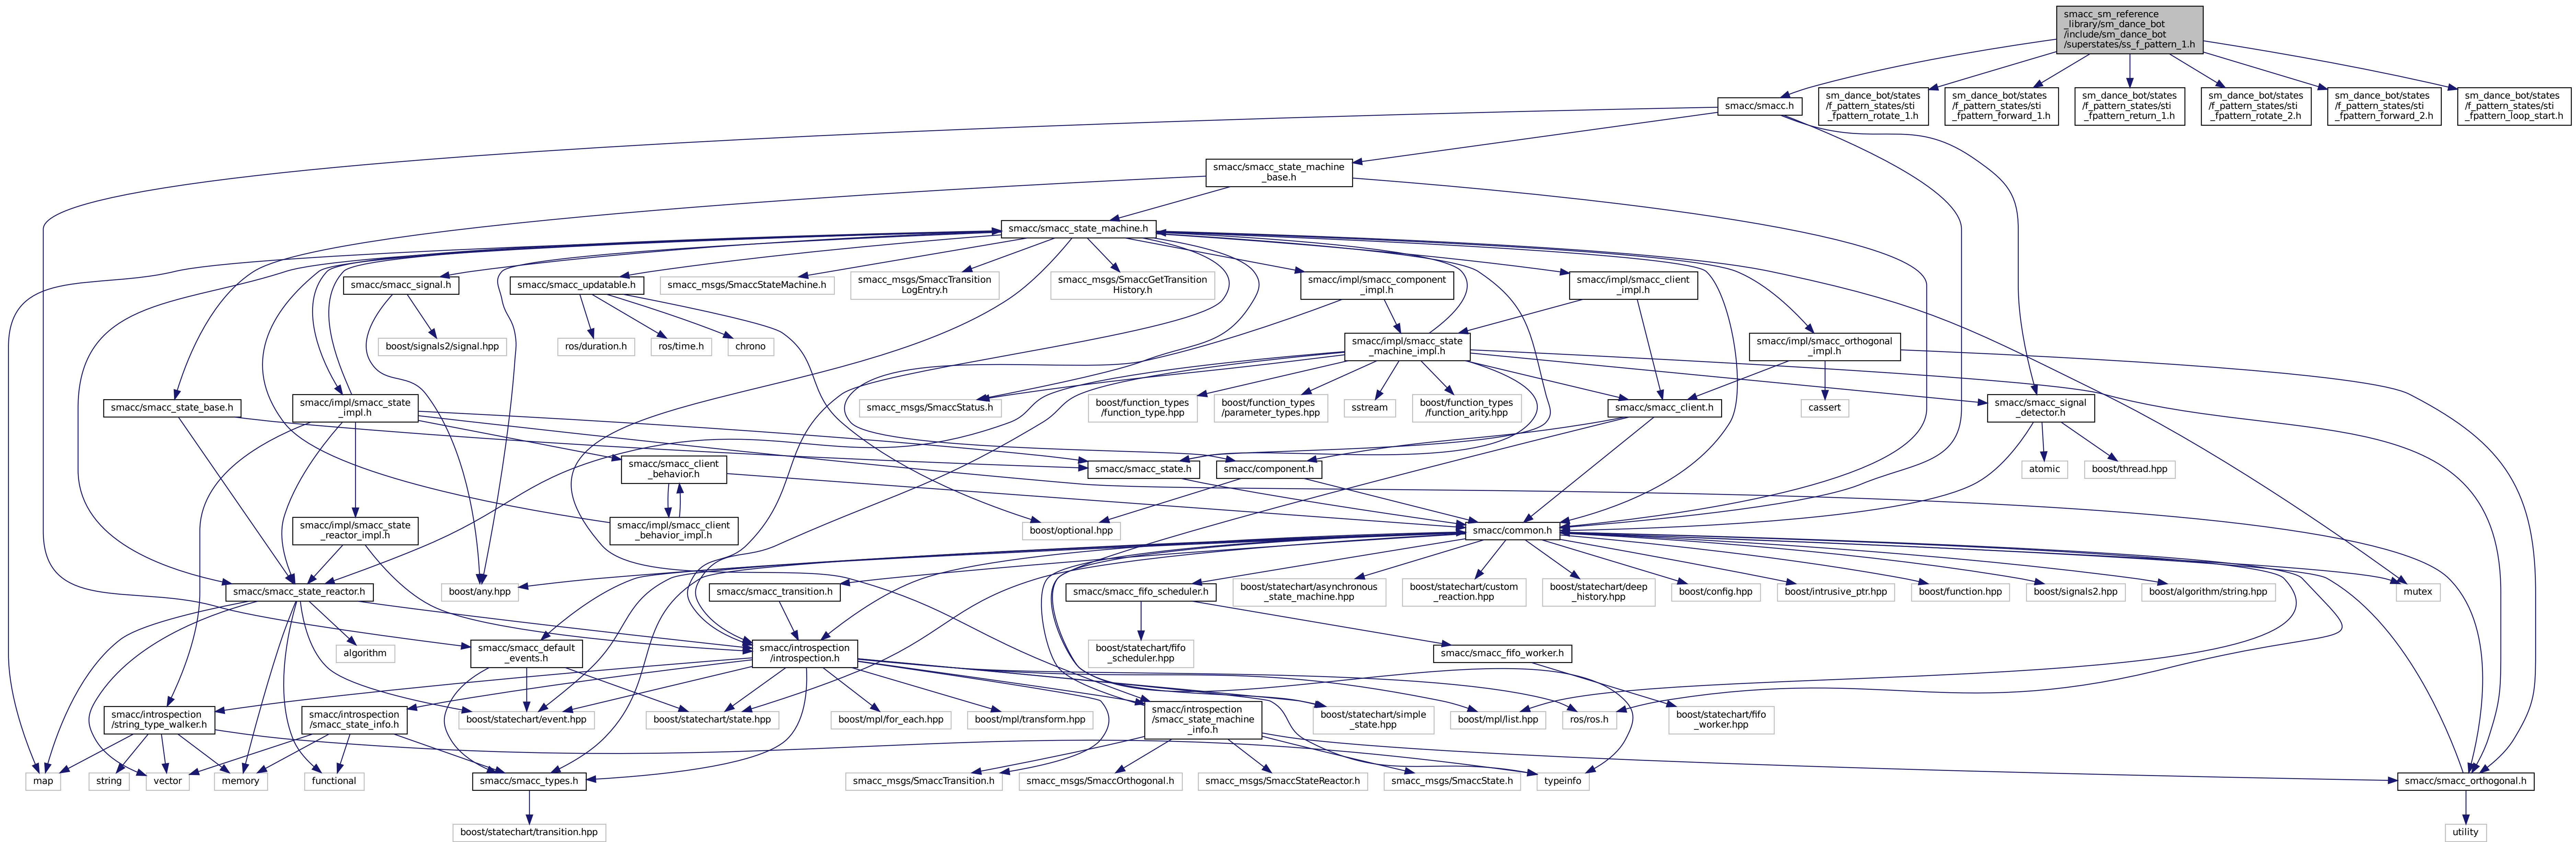 smacc_sm_reference
_library/sm_dance_bot
/include/sm_dance_bot
/superstates/ss_f_pattern_1.h
smacc/smacc.h
sm_dance_bot/states
/f_pattern_states/sti
_fpattern_rotate_1.h
sm_dance_bot/states
/f_pattern_states/sti
_fpattern_forward_1.h
sm_dance_bot/states
/f_pattern_states/sti
_fpattern_return_1.h
sm_dance_bot/states
/f_pattern_states/sti
_fpattern_rotate_2.h
sm_dance_bot/states
/f_pattern_states/sti
_fpattern_forward_2.h
sm_dance_bot/states
/f_pattern_states/sti
_fpattern_loop_start.h
smacc/smacc_state_machine
_base.h
smacc/smacc_state_machine.h
smacc/smacc_signal.h
smacc/smacc_updatable.h
smacc_msgs/SmaccStateMachine.h
smacc_msgs/SmaccTransition
LogEntry.h
smacc_msgs/SmaccGetTransition
History.h
smacc/impl/smacc_component
_impl.h
smacc/impl/smacc_client
_impl.h
boost/signals2/signal.hpp
ros/duration.h
ros/time.h
chrono
smacc/impl/smacc_state
_machine_impl.h
smacc/impl/smacc_orthogonal
_impl.h
smacc/smacc_state_base.h
smacc/impl/smacc_state
_impl.h
smacc_msgs/SmaccStatus.h
boost/function_types
/function_type.hpp
boost/function_types
/parameter_types.hpp
sstream
boost/function_types
/function_arity.hpp
smacc/smacc_client.h
cassert
smacc/smacc_signal
_detector.h
smacc/smacc_client
_behavior.h
smacc/smacc_state.h
smacc/component.h
atomic
boost/thread.hpp
smacc/impl/smacc_state
_reactor_impl.h
smacc/impl/smacc_client
_behavior_impl.h
boost/optional.hpp
smacc/common.h
smacc/smacc_state_reactor.h
boost/any.hpp
smacc/smacc_transition.h
smacc/smacc_fifo_scheduler.h
boost/statechart/asynchronous
_state_machine.hpp
boost/statechart/custom
_reaction.hpp
boost/statechart/deep
_history.hpp
boost/config.hpp
boost/intrusive_ptr.hpp
boost/function.hpp
boost/signals2.hpp
boost/algorithm/string.hpp
mutex
algorithm
smacc/smacc_default
_events.h
smacc/introspection
/introspection.h
boost/statechart/fifo
_scheduler.hpp
smacc/smacc_fifo_worker.h
smacc/introspection
/string_type_walker.h
smacc/introspection
/smacc_state_info.h
boost/statechart/event.hpp
boost/statechart/state.hpp
boost/mpl/for_each.hpp
boost/mpl/transform.hpp
smacc/introspection
/smacc_state_machine
_info.h
boost/statechart/simple
_state.hpp
boost/mpl/list.hpp
ros/ros.h
boost/statechart/fifo
_worker.hpp
map
string
vector
memory
functional
smacc/smacc_types.h
smacc_msgs/SmaccTransition.h
smacc_msgs/SmaccOrthogonal.h
smacc_msgs/SmaccStateReactor.h
smacc_msgs/SmaccState.h
typeinfo
smacc/smacc_orthogonal.h
boost/statechart/transition.hpp
utility